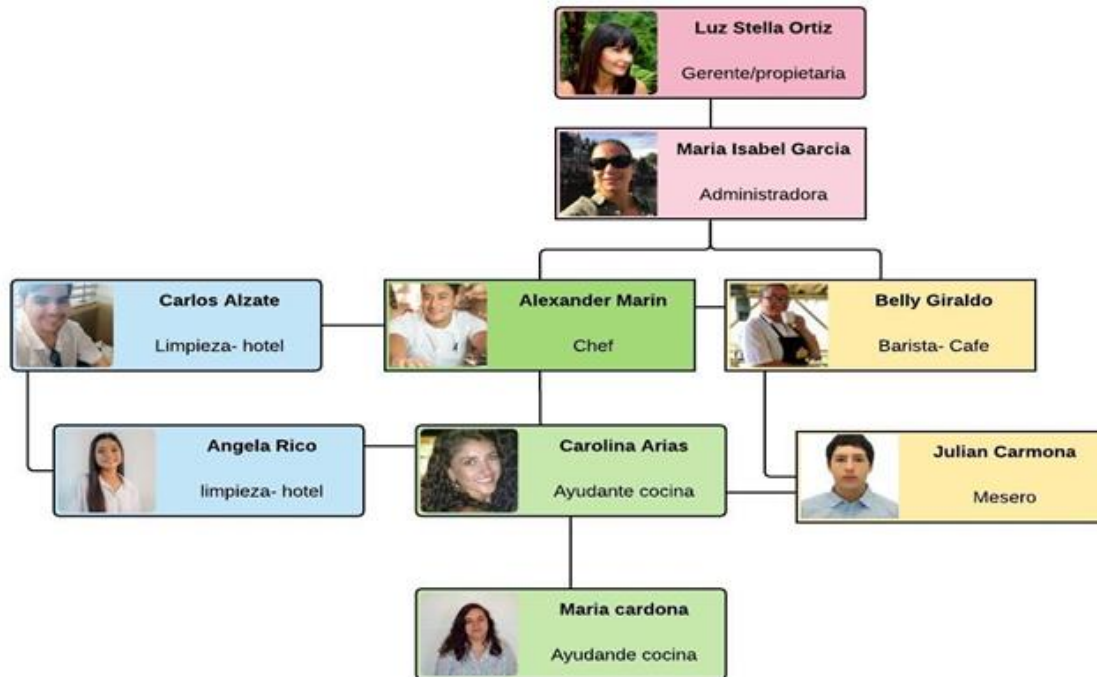 Luz Stella Ortiz
Gerente/propietaria
Maria Isabel Garcia
Administradora
Carlos Alzate
Limpieza- hotel
Alexander Marin
Chef
Belly Giraldo
Barista- Cafe
Angela Rico
limpieza- hotel
Carolina Arias
Ayudante cocina
Julian Carmona
Mesero
Maria cardona
Ayudande cocina